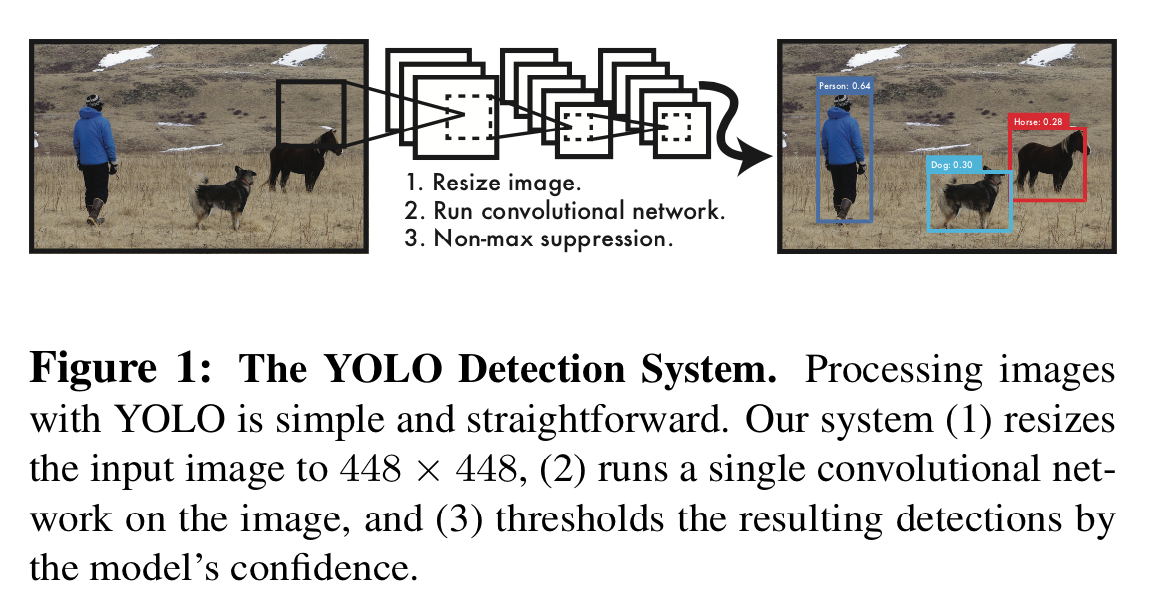 Person: 0.64
Horse: 0.28
Dog: 0.30
1. Resize image.
2. Run convolutional network.
3. Non-max suppression.
Figure 1: The YOLO Detection System. Processing images
with YOLO is simple and straightforward. Our system (1) resizes
the input image to 448 × 448, (2) runs a single convolutional net-
work on the image, and (3) thresholds the resulting detections by
the model’s confidence.